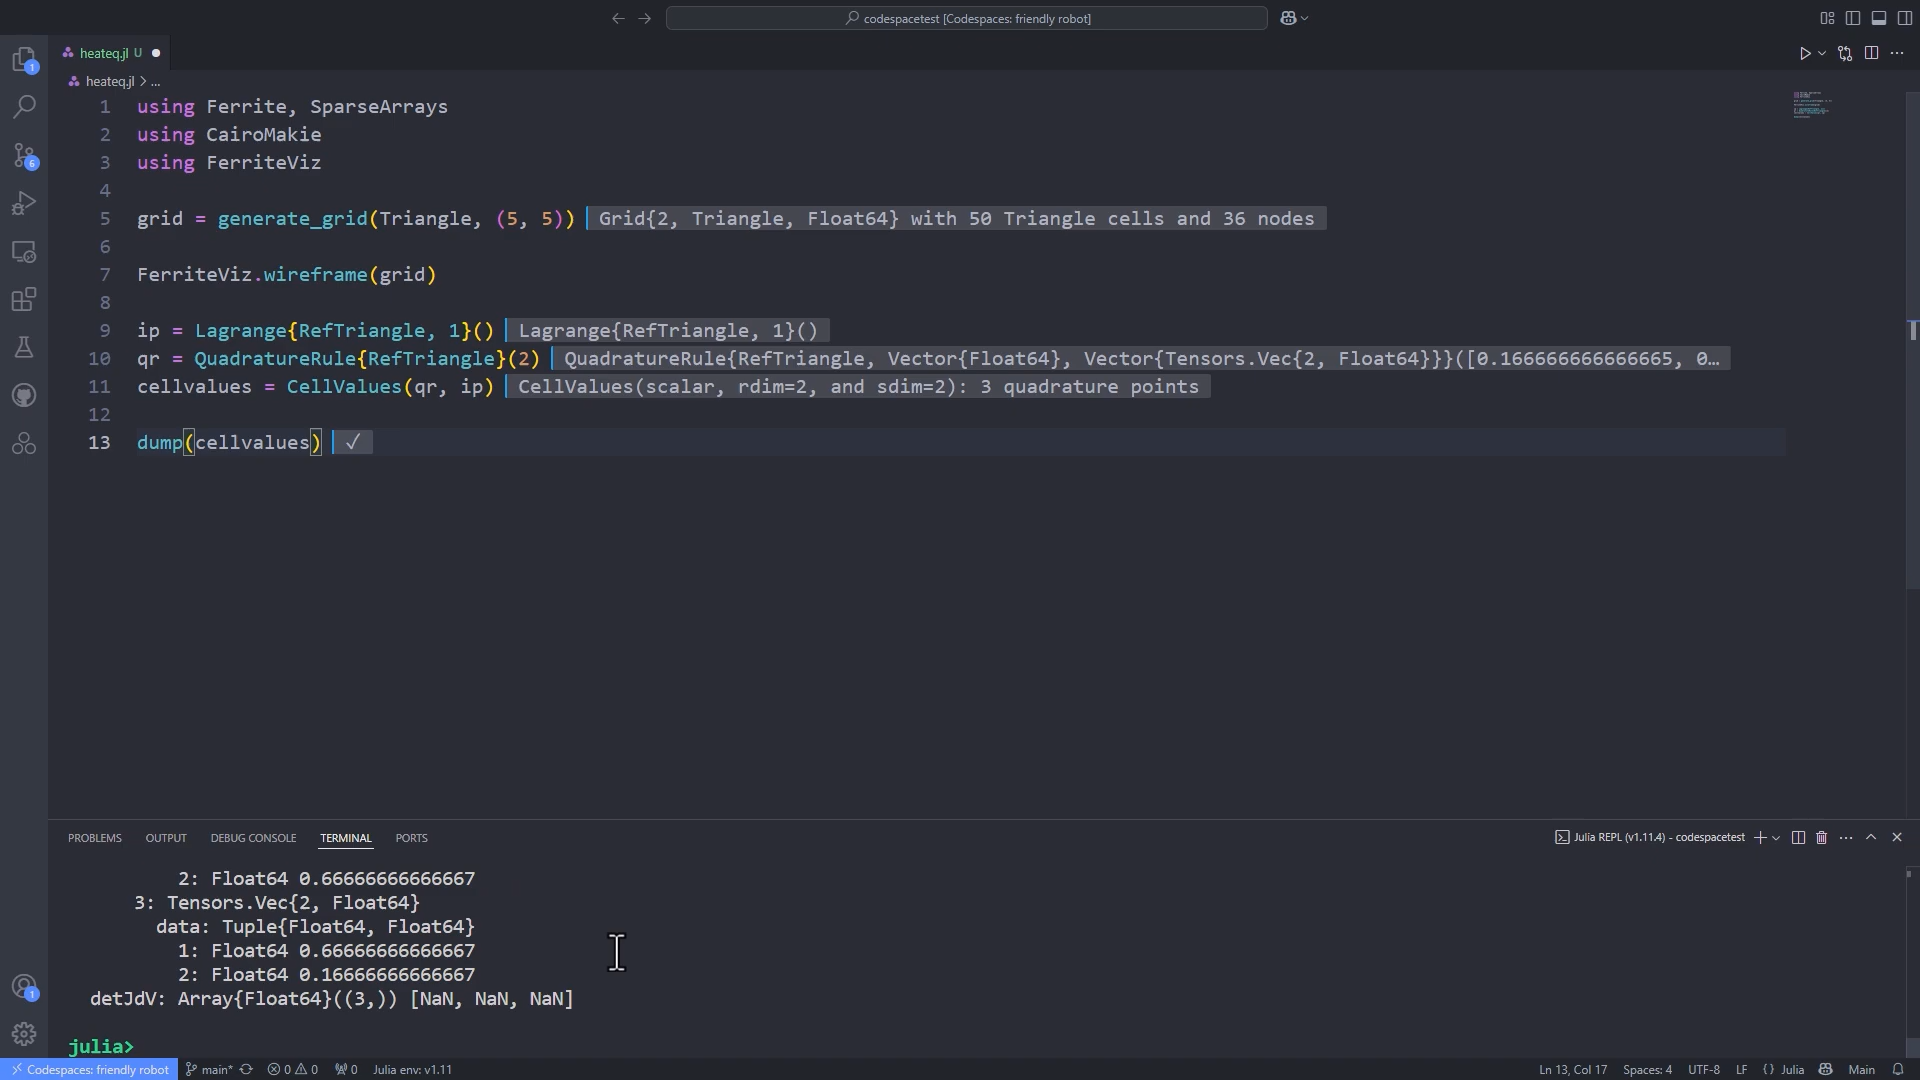 codespacetest [Codespaces: friendly robot]
heateq.jl U
heateq.jl > ...
1 using Ferrite, SparseArrays
2 using CairoMakie
3 using FerriteViz
4
5 grid = generate_grid(Triangle, (5, 5)) Grid{2, Triangle, Float64} with 50 Triangle cells and 36 nodes
6
7 FerriteViz.wireframe(grid)
8
9 ip = Lagrange{RefTriangle, 1}() Lagrange{RefTriangle, 1}()
10 qr = QuadratureRule{RefTriangle}(2) QuadratureRule{RefTriangle, Vector{Float64}, Vector{Tensors.Vec{2, Float64}}}([0.166666666666665, 0…
11 cellvalues = CellValues(qr, ip) CellValues(scalar, rdim=2, and sdim=2): 3 quadrature points
12
13 dump(cellvalues) ✓
1
6
1
PROBLEMS OUTPUT DEBUG CONSOLE TERMINAL PORTS Julia REPL (v1.11.4) - codespacetest
2: Float64 0.66666666666667
3: Tensors.Vec{2, Float64}
data: Tuple{Float64, Float64}
1: Float64 0.66666666666667
2: Float64 0.16666666666667
detJdV: Array{Float64}((3,)) [NaN, NaN, NaN]
julia>
Codespaces: friendly robot main* 0 0 0 Julia env: v1.11 Ln 13, Col 17 Spaces: 4 UTF-8 LF {} Julia Main